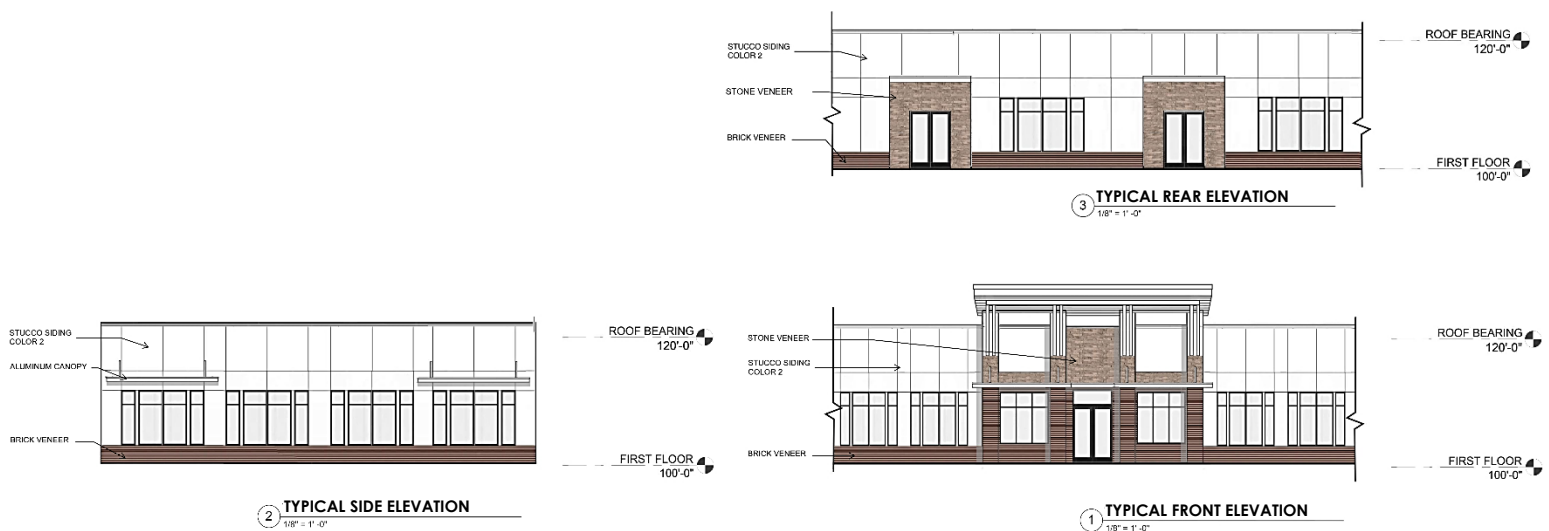 STUCCO SIDING
COLOR 2
STONE VENEER
BRICK VENEER
ROOF BEARING
120'-0"
FIRST FLOOR
100'-0"
3
TYPICAL REAR ELEVATION
1/8" = 1' -0"
STUCCO SIDING
COLOR 2
ALUMINUM CANOPY
BRICK VENEER
ROOF BEARING
120'-0"
FIRST FLOOR
100'-0"
2
TYPICAL SIDE ELEVATION
1/8" = 1' -0"
STONE VENEER
STUCCO SIDING
COLOR 2
BRICK VENEER
ROOF BEARING
120'-0"
FIRST FLOOR
100'-0"
1
TYPICAL FRONT ELEVATION
1/8" = 1' -0"